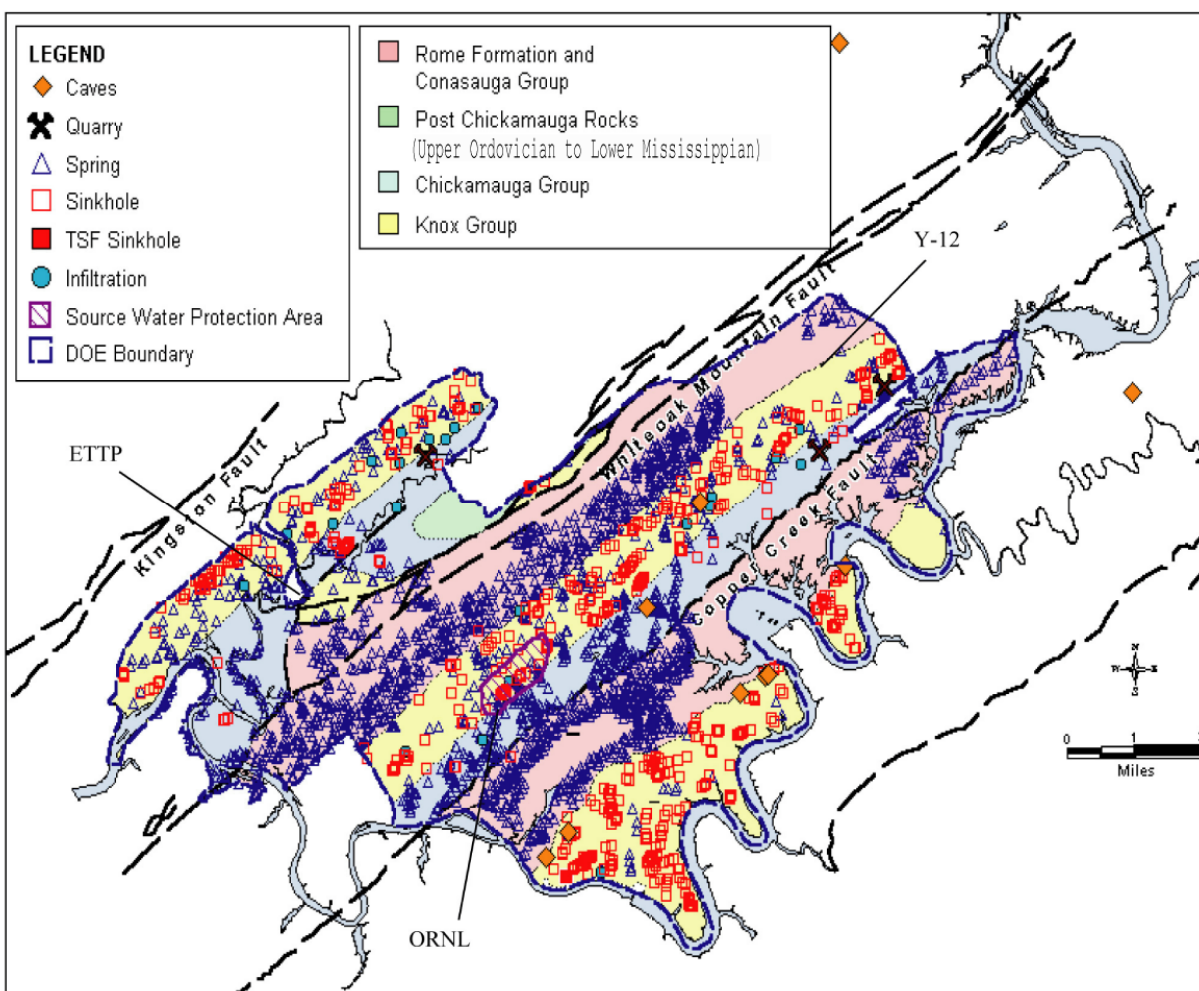 LEGEND
Caves
Quarry
Spring
Sinkhole
TSF Sinkhole
Infiltration
Source Water Protection Area
DOE Boundary
Rome Formation and
Conasauga Group
Post Chickamauga Rocks
(Upper Ordovician to Lower Mississippian)
Chickamauga Group
Knox Group
Y-12
Whiteoak Mountain Fault
ETTP
Kingston Fault
Copper Creek Fault
N
W E
S
0 1
Miles
ORNL